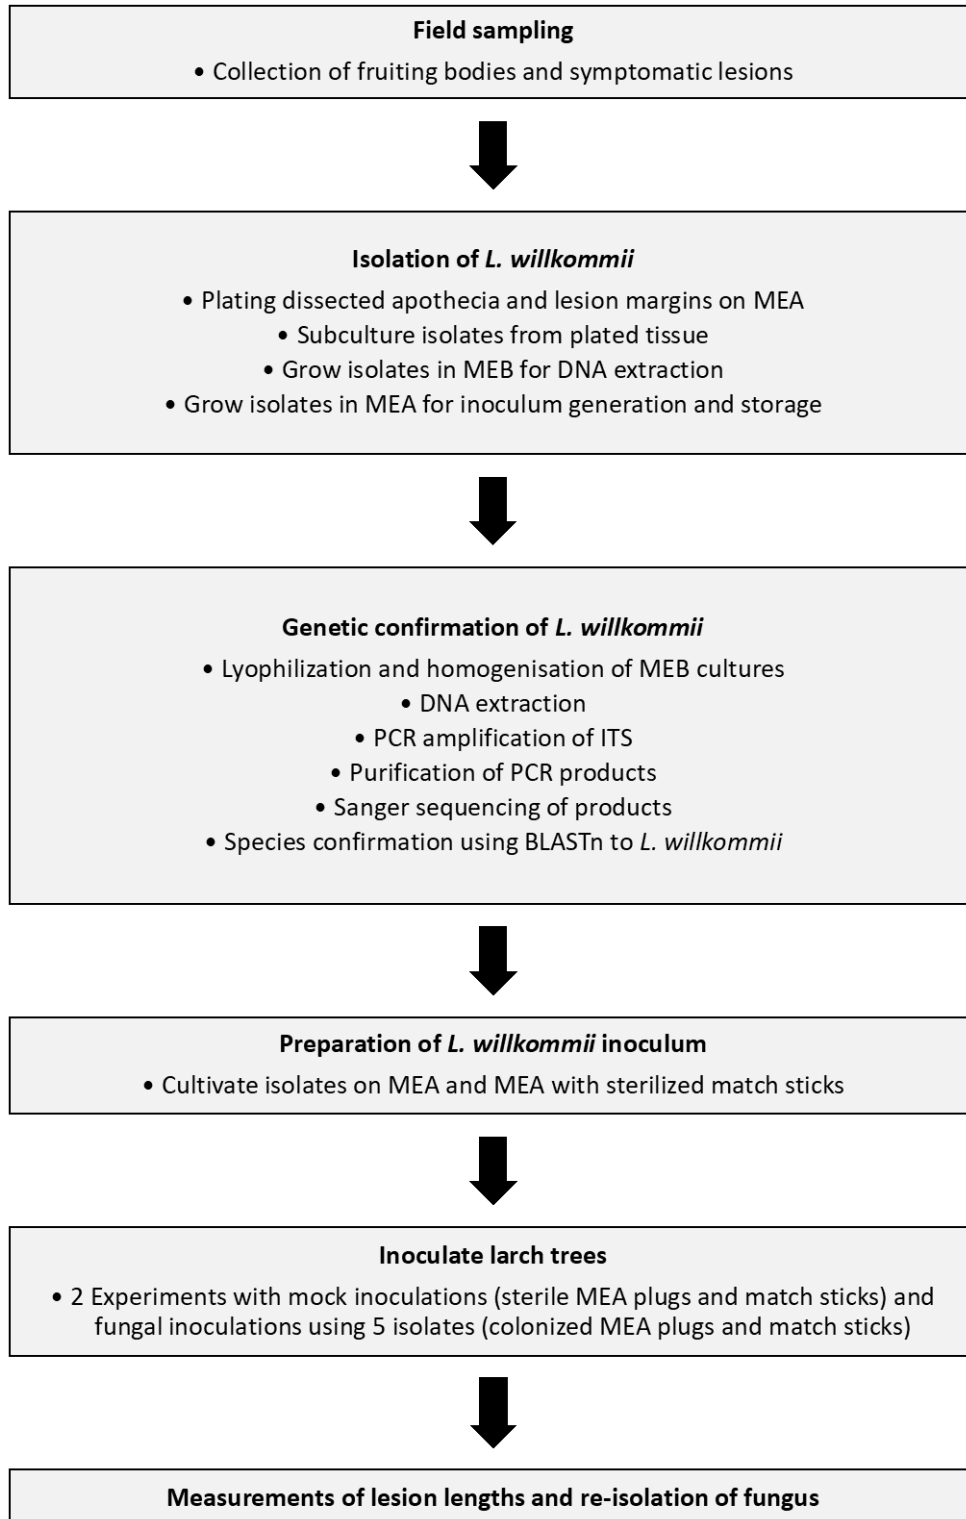 Field sampling
• Collection of fruiting bodies and symptomatic lesions
Isolation of L. willkommii
• Plating dissected apothecia and lesion margins on MEA
• Subculture isolates from plated tissue
• Grow isolates in MEB for DNA extraction
• Grow isolates in MEA for inoculum generation and storage
Genetic confirmation of L. willkommii
• Lyophilization and homogenisation of MEB cultures
• DNA extraction
• PCR amplification of ITS
• Purification of PCR products
• Sanger sequencing of products
• Species confirmation using BLASTn to L. willkommii
Preparation of L. willkommii inoculum
• Cultivate isolates on MEA and MEA with sterilized match sticks
Inoculate larch trees
• 2 Experiments with mock inoculations (sterile MEA plugs and match sticks) and
fungal inoculations using 5 isolates (colonized MEA plugs and match sticks)
Measurements of lesion lengths and re-isolation of fungus